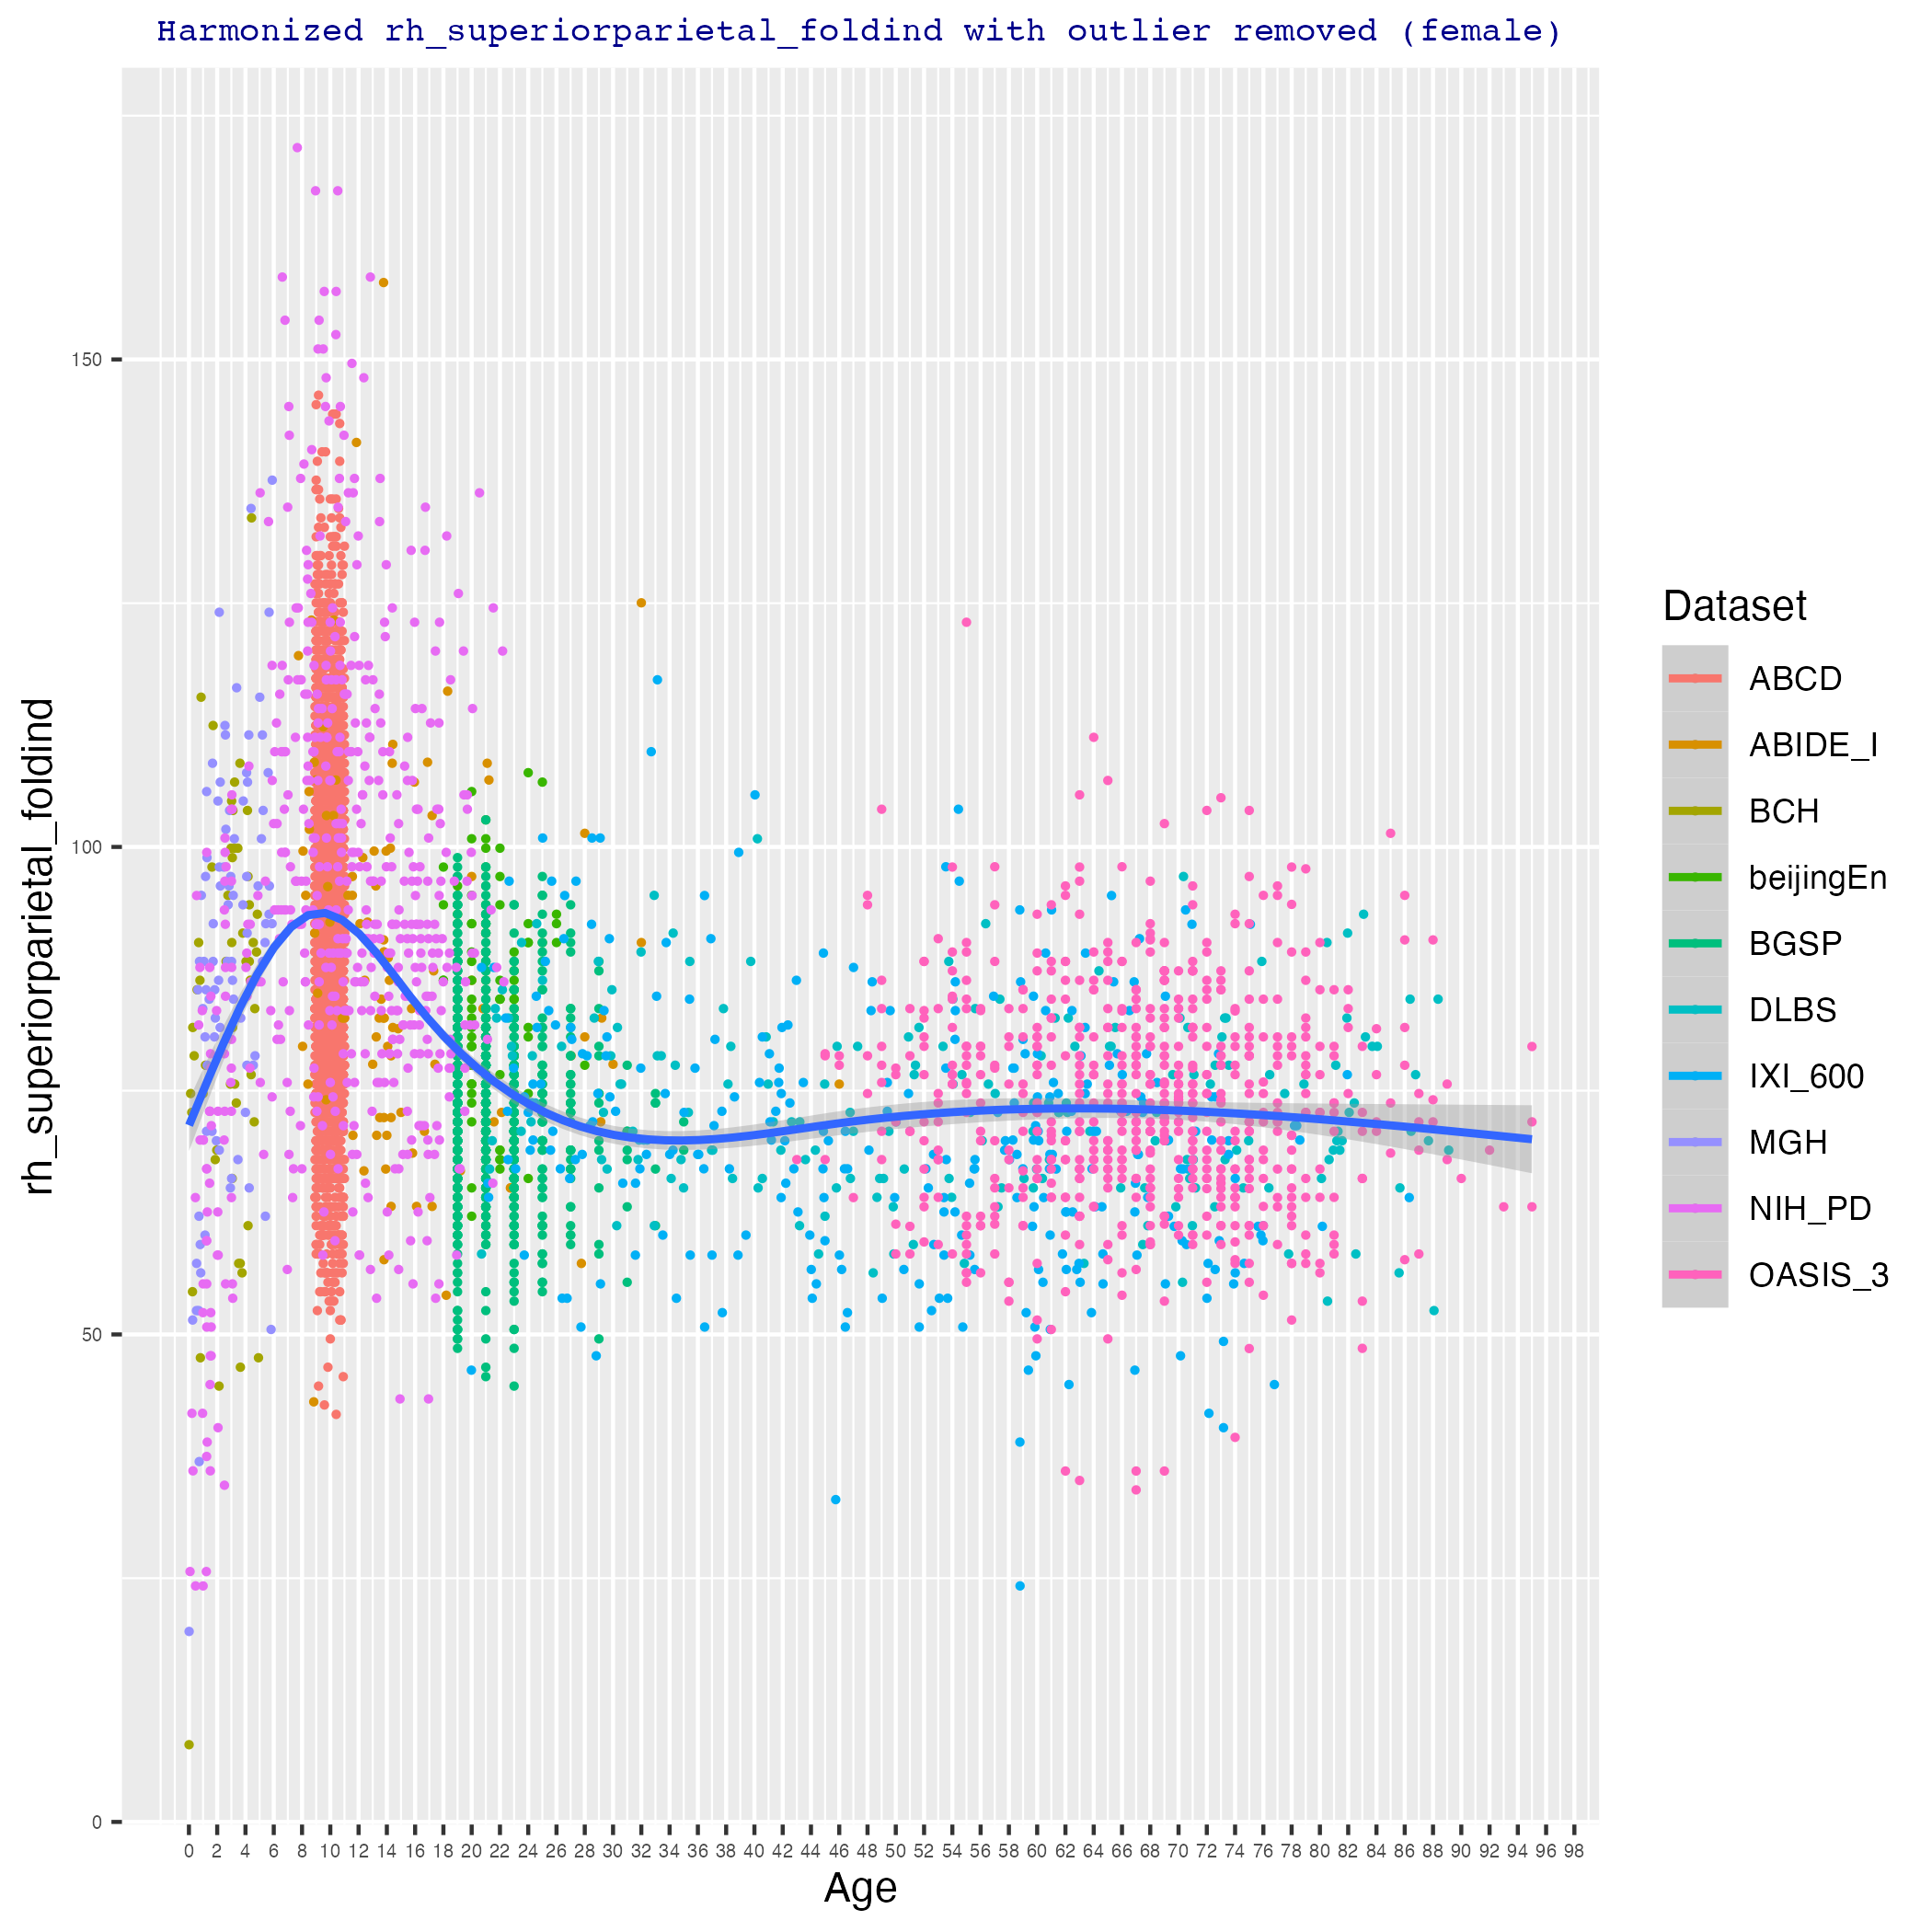 Harmonized rh_superiorparietal_foldind with outlier removed (female)
rh_superiorparietal_foldind
150
100
50
0
0 2 4 6 8 10 12 14 16 18 20 22 24 26 28 30 32 34 36 38 40 42 44 46 48 50 52 54 56 58 60 62 64 66 68 70 72 74 76 78 80 82 84 86 88 90 92 94 96 98
Age
Dataset
ABCD
ABIDE_I
BCH
beijingEn
BGSP
DLBS
IXI_600
MGH
NIH_PD
OASIS_3